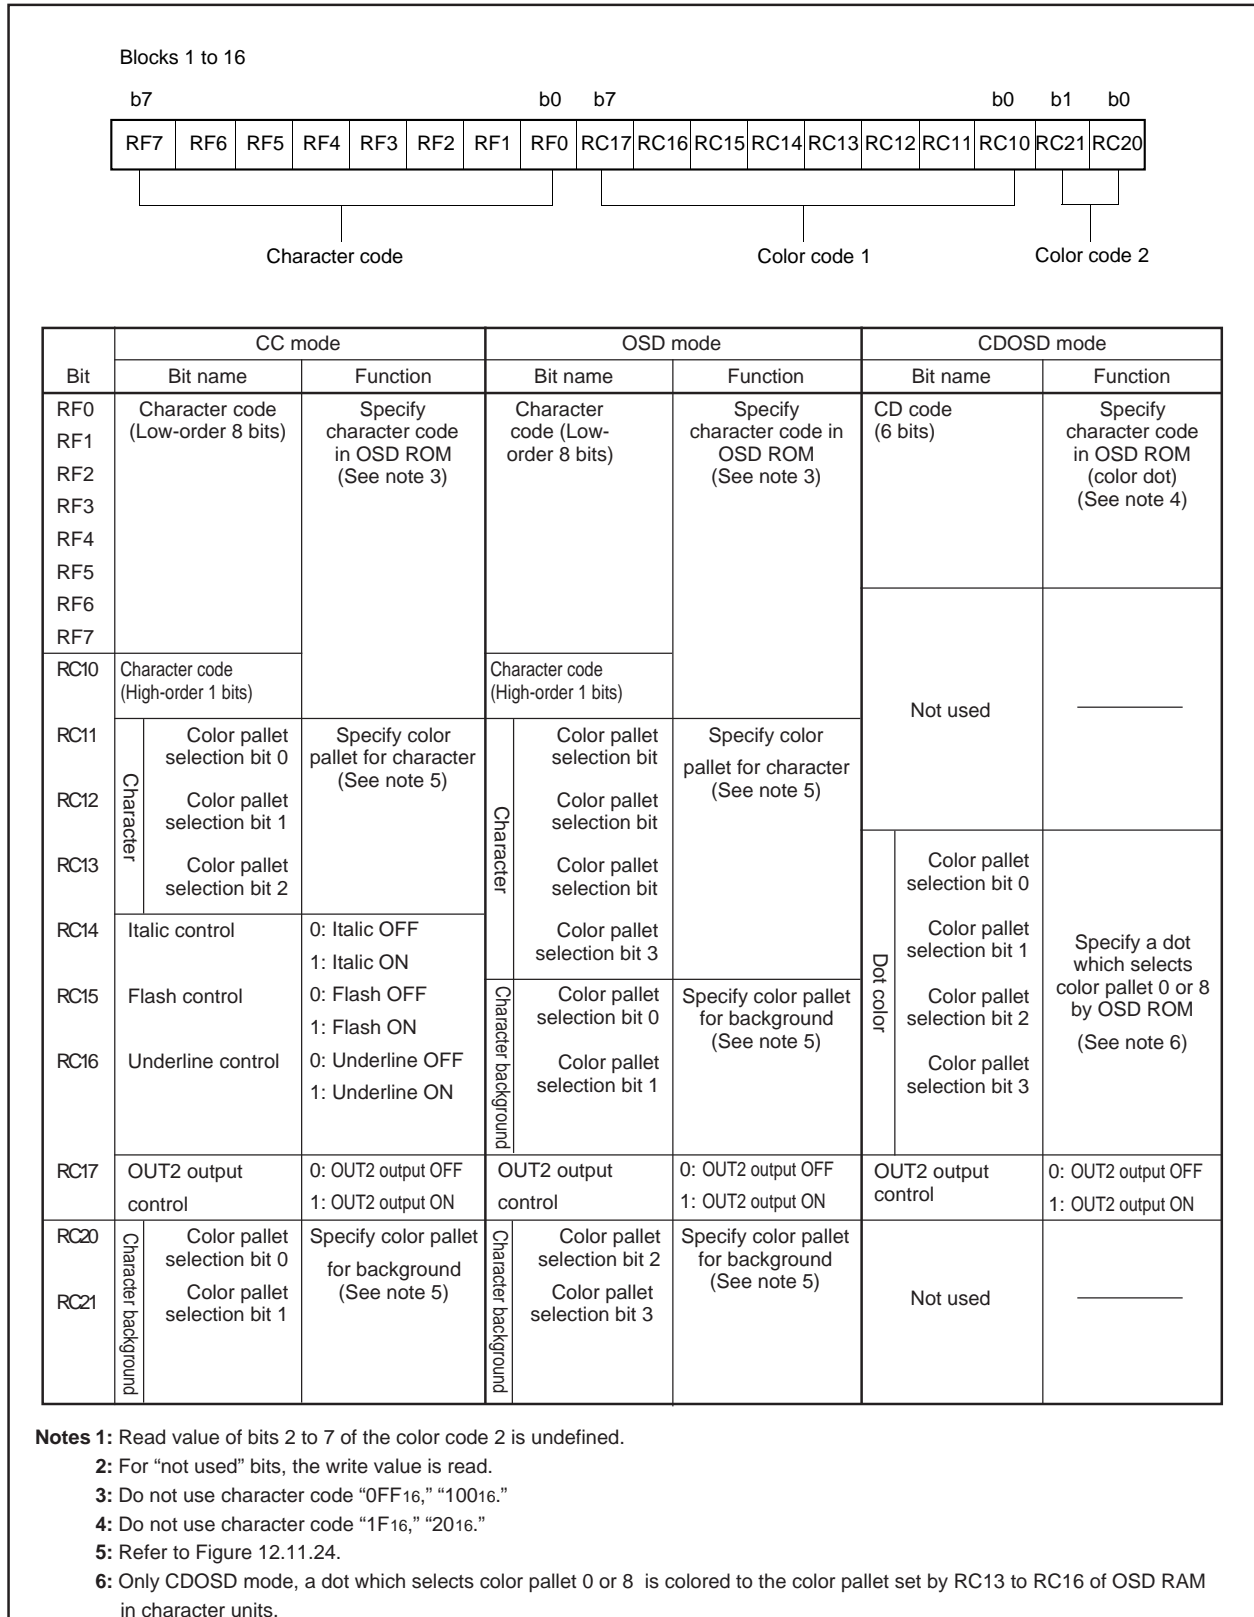 Blocks 1 to 16
b7 b0 b7 b0 b1 b0
RF7 RF6 RF5 RF4 RF3 RF2 RF1 RF0 RC17 RC16 RC15 RC14 RC13 RC12 RC11 RC10 RC21 RC20
Character code Color code 1 Color code 2
CC mode OSD mode CDOSD mode
Bit Bit name Function Bit name Function Bit name Function
RF0 Character code Specify Character Specify CD code Specify
RF1 (Low-order 8 bits) character code code (Low- character code in (6 bits) character code
RF2 in OSD ROM order 8 bits) OSD ROM in OSD ROM
(See note 3) (See note 3) (color dot)
RF3 (See note 4)
RF4
RF5
RF6
RF7
RC10 Character code Character code
(High-order 1 bits) (High-order 1 bits)
Not used
RC11 Color pallet Specify color Color pallet Specify color
selection bit 0 pallet for character selection bit pallet for character
(See note 5) (See note 5)
Character Character
RC12 Color pallet Color pallet
selection bit 1 selection bit
RC13 Color pallet Color pallet Color pallet
selection bit 2 selection bit selection bit 0
RC14 Italic control 0: Italic OFF Color pallet Color pallet Specify a dot
1: Italic ON selection bit 3 selection bit 1 which selects
Dot color color pallet 0 or 8
RC15 Flash control 0: Flash OFF Color pallet Specify color pallet Color pallet by OSD ROM
1: Flash ON selection bit 0 for background selection bit 2 (See note 6)
Character background (See note 5)
RC16 Underline control 0: Underline OFF Color pallet Color pallet
1: Underline ON selection bit 1 selection bit 3
RC17 OUT2 output 0: OUT2 output OFF OUT2 output 0: OUT2 output OFF OUT2 output 0: OUT2 output OFF
control 1: OUT2 output ON control 1: OUT2 output ON control 1: OUT2 output ON
RC20 Color pallet Specify color pallet Color pallet Specify color pallet
selection bit 0 for background selection bit 2 for background
(See note 5) (See note 5)
Character background Character background
RC21 Color pallet Color pallet Not used
selection bit 1 selection bit 3
Notes 1: Read value of bits 2 to 7 of the color code 2 is undefined.
2: For “not used” bits, the write value is read.
3: Do not use character code “0FF16,” “10016.”
4: Do not use character code “1F16,” “2016.”
5: Refer to Figure 12.11.24.
6: Only CDOSD mode, a dot which selects color pallet 0 or 8 is colored to the color pallet set by RC13 to RC16 of OSD RAM
in character units.